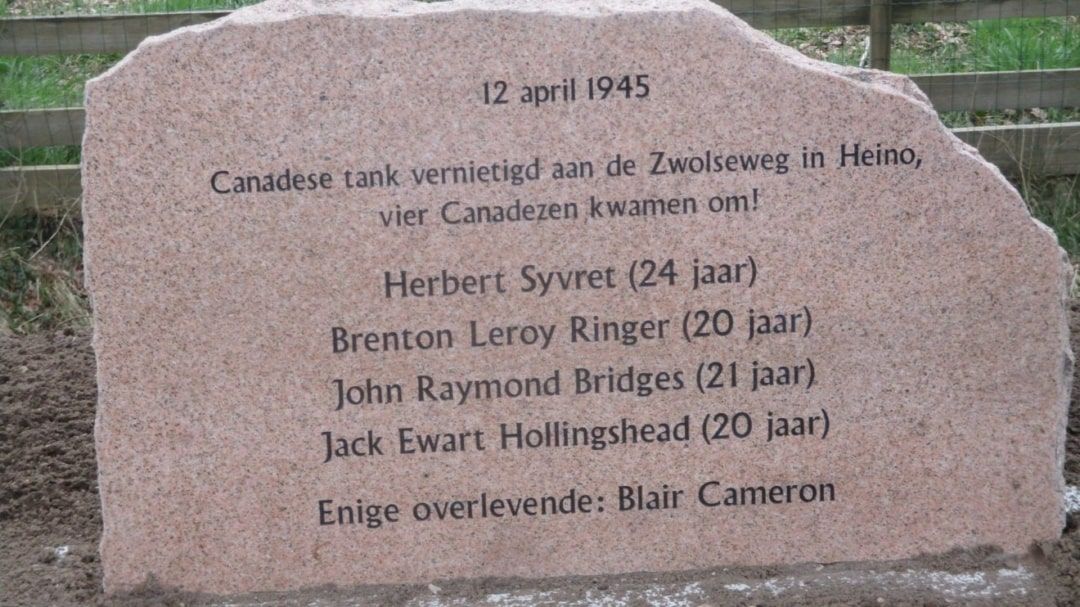 12 april 1945
Canadese tank vernietigd aan de Zwolseweg in Heino,
vier Canadezen kwamen om!
Herbert Syvret (24 jaar)
Brenton Leroy Ringer (20 jaar)
John Raymond Bridges (21 jaar)
Jack Ewart Hollingshead (20 jaar)
Enige overlevende: Blair Cameron